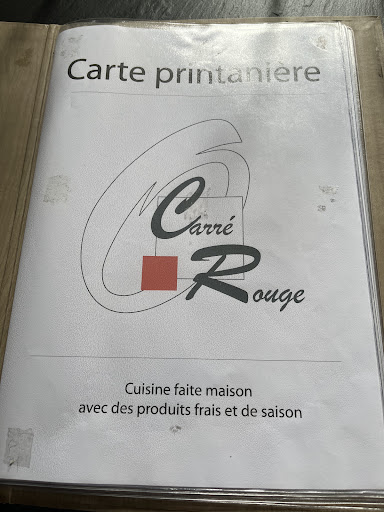 Carte printanière
Carré
Rouge
Cuisine faite maison
avec des produits frais et de saison